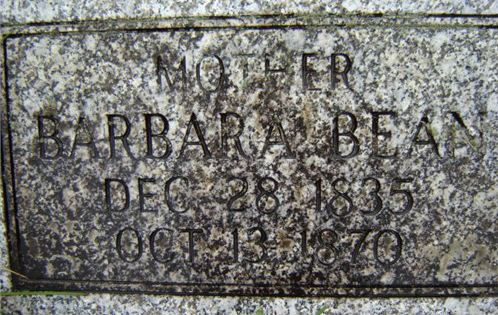 MOTHER
BARBARA BEAN
DEC 28 1835
OCT 13 1870